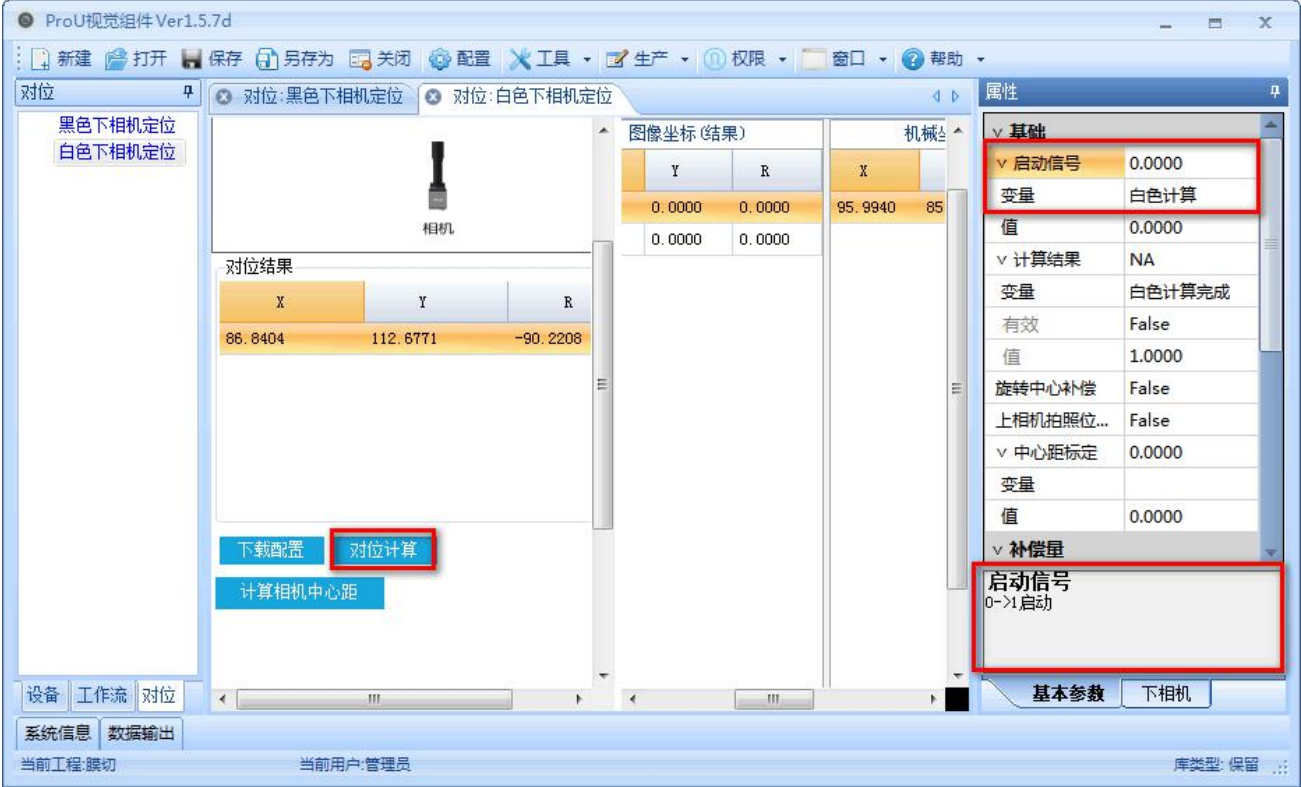 ProU视觉组件 Ver1.5.7d
新建 打开 保存 另存为 关闭 配置 工具 生产 权限 窗口 帮助
对位
黑色下相机定位
白色下相机定位
对位:黑色下相机定位 对位:白色下相机定位
相机
对位结果
X Y R
86.8404 112.6771 -90.2208
下载配置 对位计算
计算相机中心距
图像坐标(结果)
Y R
0.0000 0.0000
0.0000 0.0000
机械
X
95.9940 85
属性
基础
启动信号 0.0000
变量 白色计算
值 0.0000
计算结果 NA
变量 白色计算完成
有效 False
值 1.0000
旋转中心补偿 False
上相机拍照位... False
中心距标定 0.0000
变量
值 0.0000
补偿量
启动信号
0->1启动
基本参数 下相机
设备 工作流 对位
系统信息 数据输出
当前工程:膜切 当前用户:管理员 库类型: 保留